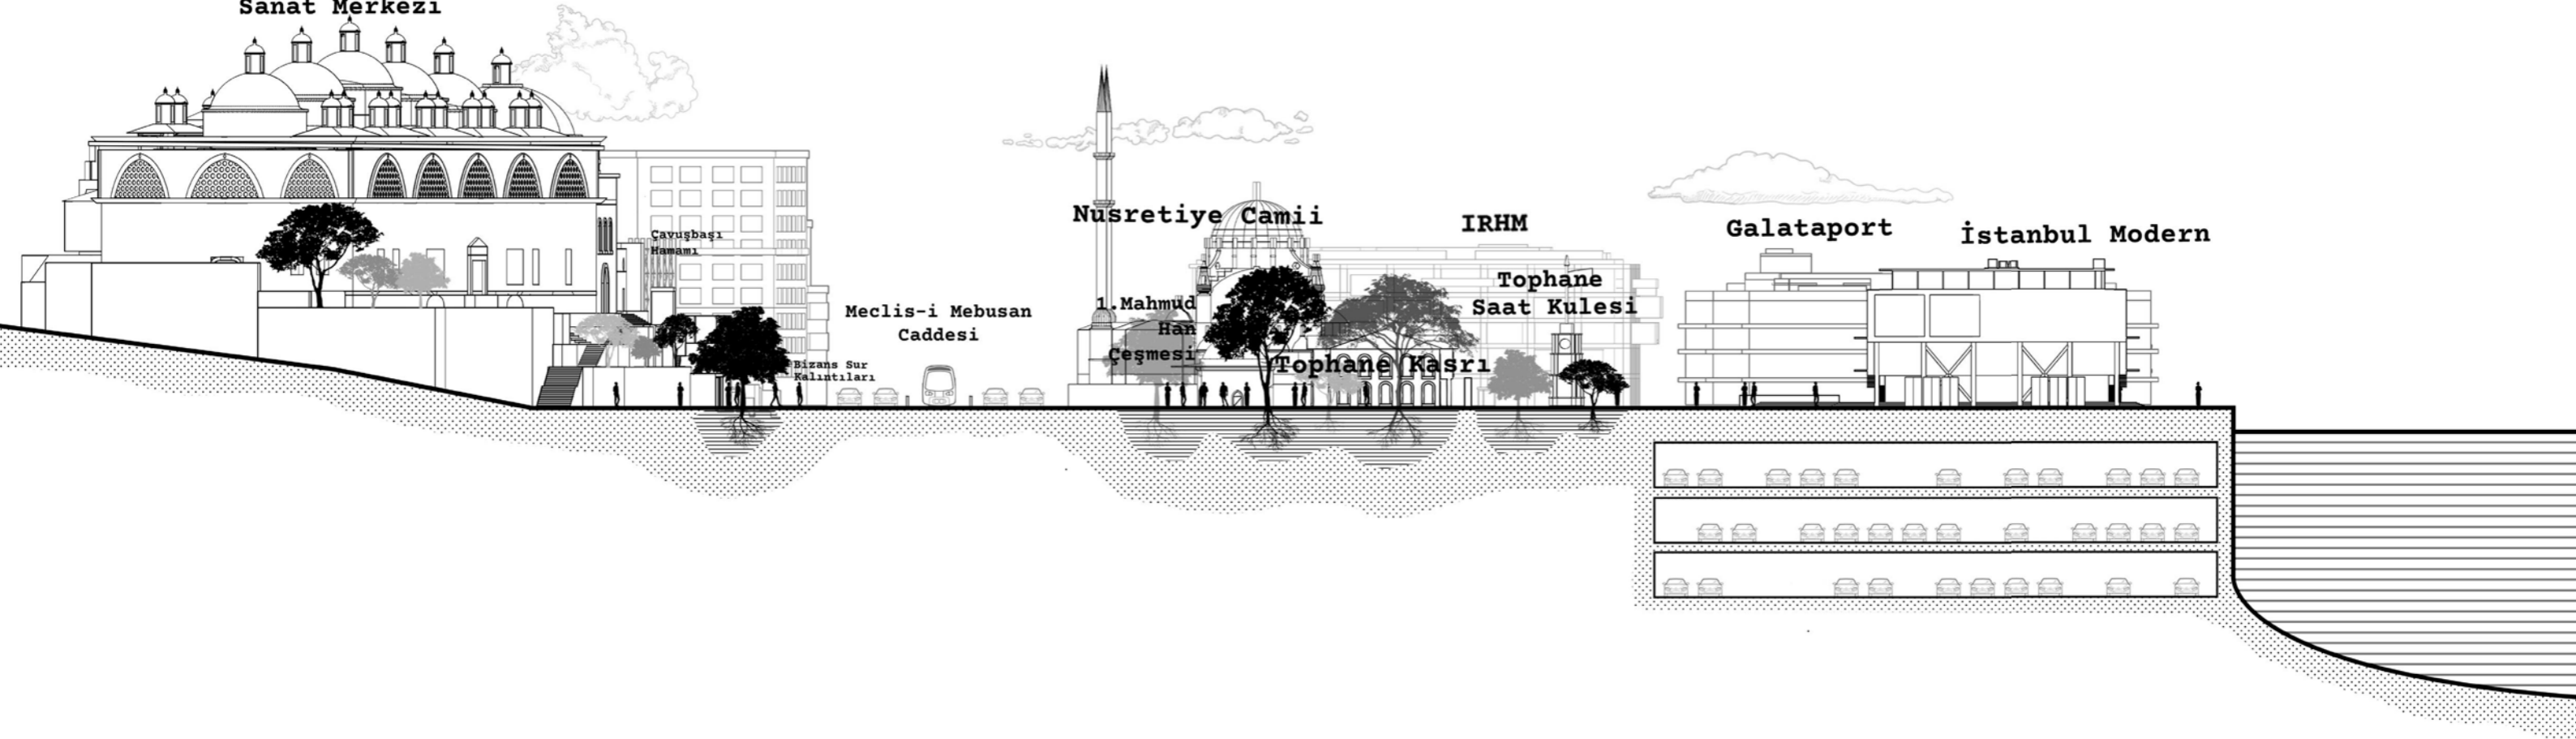 Sanat Merkezi
Çavuşbaşı
Hamamı
Bizans Sur
Kalıntıları
Meclis-i Mebusan
Caddesi
Nusretiye Camii
1.Mahmud
Han
Çeşmesi
Tophane Kasrı
IRHM
Tophane
Saat Kulesi
Galataport
İstanbul Modern